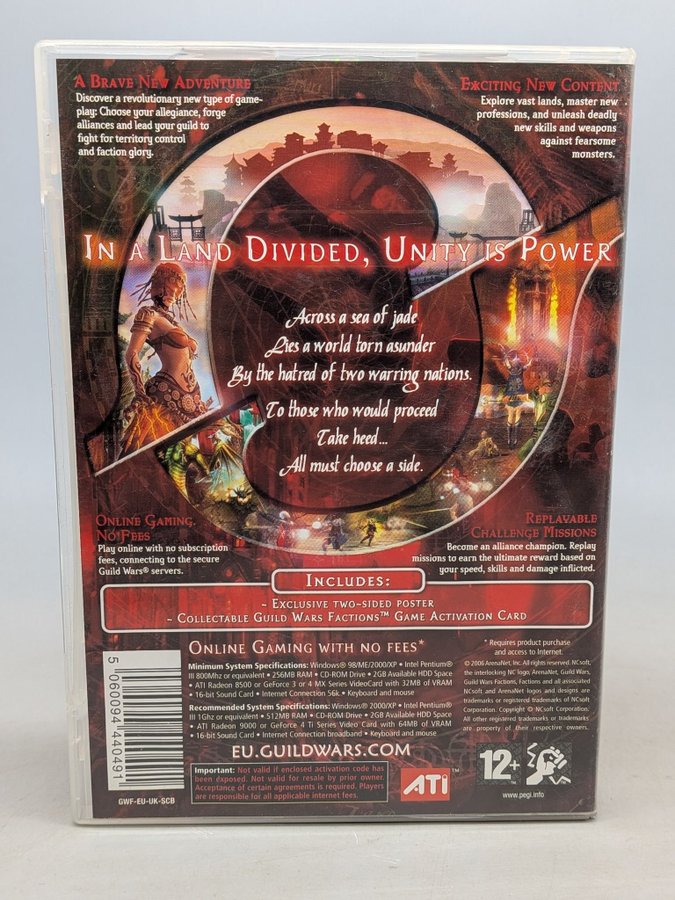 A Brave New Adventure
Discover a revolutionary new type of game-
play: Choose your allegiance, forge
alliances and lead your guild to
fight for territory control
and faction glory.
Exciting New Content
Explore vast lands, master new
professions, and unleash deadly
new skills and weapons
against fearsome
monsters.
In a Land Divided, Unity is Power
Across a sea of jade
Lies a world torn asunder
By the hatred of two warring nations.
To those who would proceed
Take heed...
All must choose a side.
Online Gaming,
No Fees
Play online with no subscription
fees, connecting to the secure
Guild Wars® servers.
Replayable
Challenge Missions
Become an alliance champion. Replay
missions to earn the ultimate reward based on
your speed, skills and damage inflicted.
Includes:
- Exclusive two-sided poster
- Collectable Guild Wars Factions™ Game Activation Card
Online Gaming with no fees*
Minimum System Specifications: Windows® 98/ME/2000/XP • Intel Pentium®
III 800Mhz or equivalent • 256MB RAM • CD-ROM Drive • 2GB Available HDD Space
• ATI Radeon 8500 or GeForce 3 or 4 MX Series VideoCard with 32MB of VRAM
• 16-bit Sound Card • Internet Connection 56k • Keyboard and mouse
Recommended System Specifications: Windows® 2000/XP • Intel Pentium®
III 1Ghz or equivalent • 512MB RAM • CD-ROM Drive • 2GB Available HDD Space
• ATI Radeon 9000 or GeForce 4 Ti Series Video Card with 64MB of VRAM
• 16-bit Sound Card • Internet Connection broadband • Keyboard and mouse
EU.GUILDWARS.COM
* Requires product purchase
and access to Internet.
© 2006 ArenaNet, Inc. All rights reserved. NCsoft,
the interlocking NC logo, ArenaNet, Guild Wars,
Guild Wars Factions, Factions and all associated
NCsoft and ArenaNet logos and designs are
trademarks or registered trademarks of NCsoft
Corporation. Copyright © NCsoft Corporation.
All other registered trademarks or trademarks
are property of their respective owners.
5 060094 440491
GWF-EU-UK-SCB
Important: Not valid if enclosed activation code has
been exposed. Not valid for resale by prior owner.
Acceptance of certain agreements is required. Players
are responsible for all applicable internet fees.
ATI™
12+
www.pegi.info